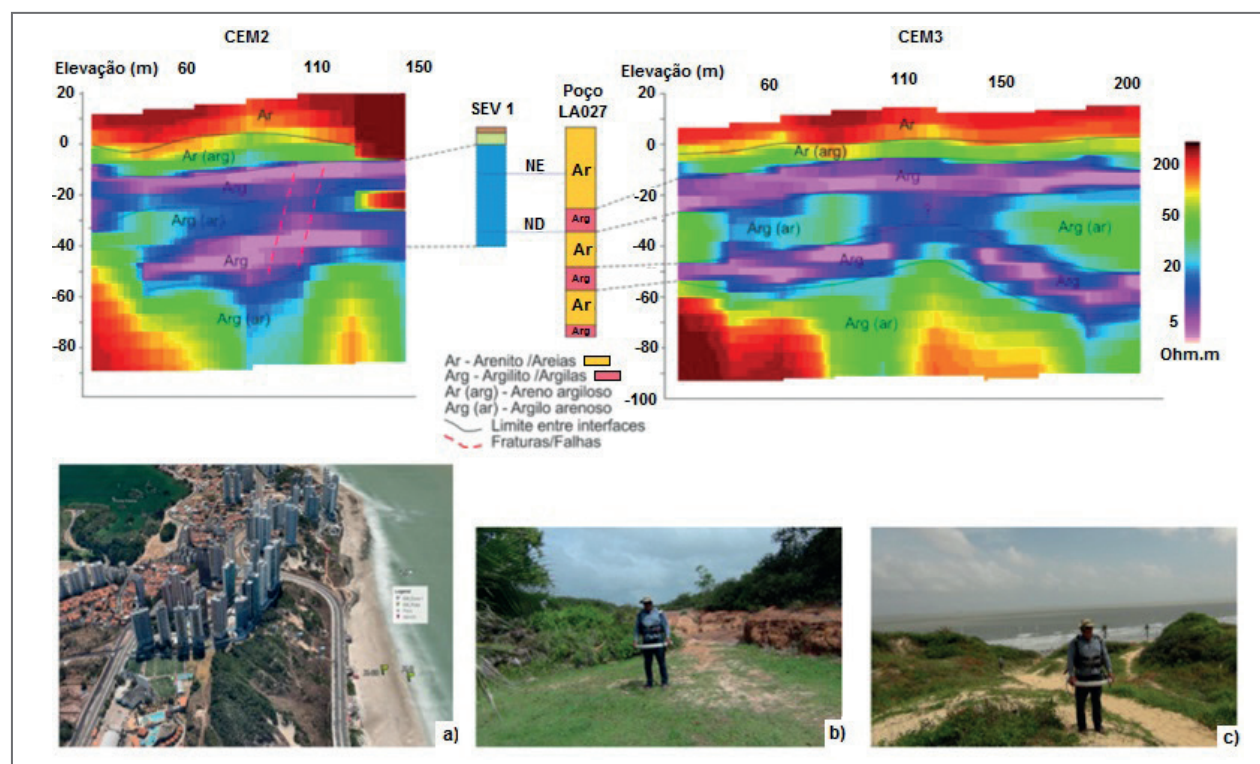 CEM2
Elevação (m) 60 110 150
20
0
-20
-40
-60
-80
Ar
Ar (arg)
Arg
Arg (ar)
Arg
Arg (ar)
SEV 1
Poço
LA027
NE
ND
Ar
Arg
Ar
Arg
Ar
Arg
Ar - Arenito /Areias
Arg - Argilito /Argilas
Ar (arg) - Areno argiloso
Arg (ar) - Argilo arenoso
Limite entre interfaces
Fraturas/Falhas
CEM3
Elevação (m) 60 110 150 200
20
0
-20
-40
-60
-80
-100
Ar
Ar (arg)
Arg
Arg (ar)
Arg (ar)
Arg
Arg
Arg (ar)
200
50
20
5
Ohm.m
a)
b)
c)